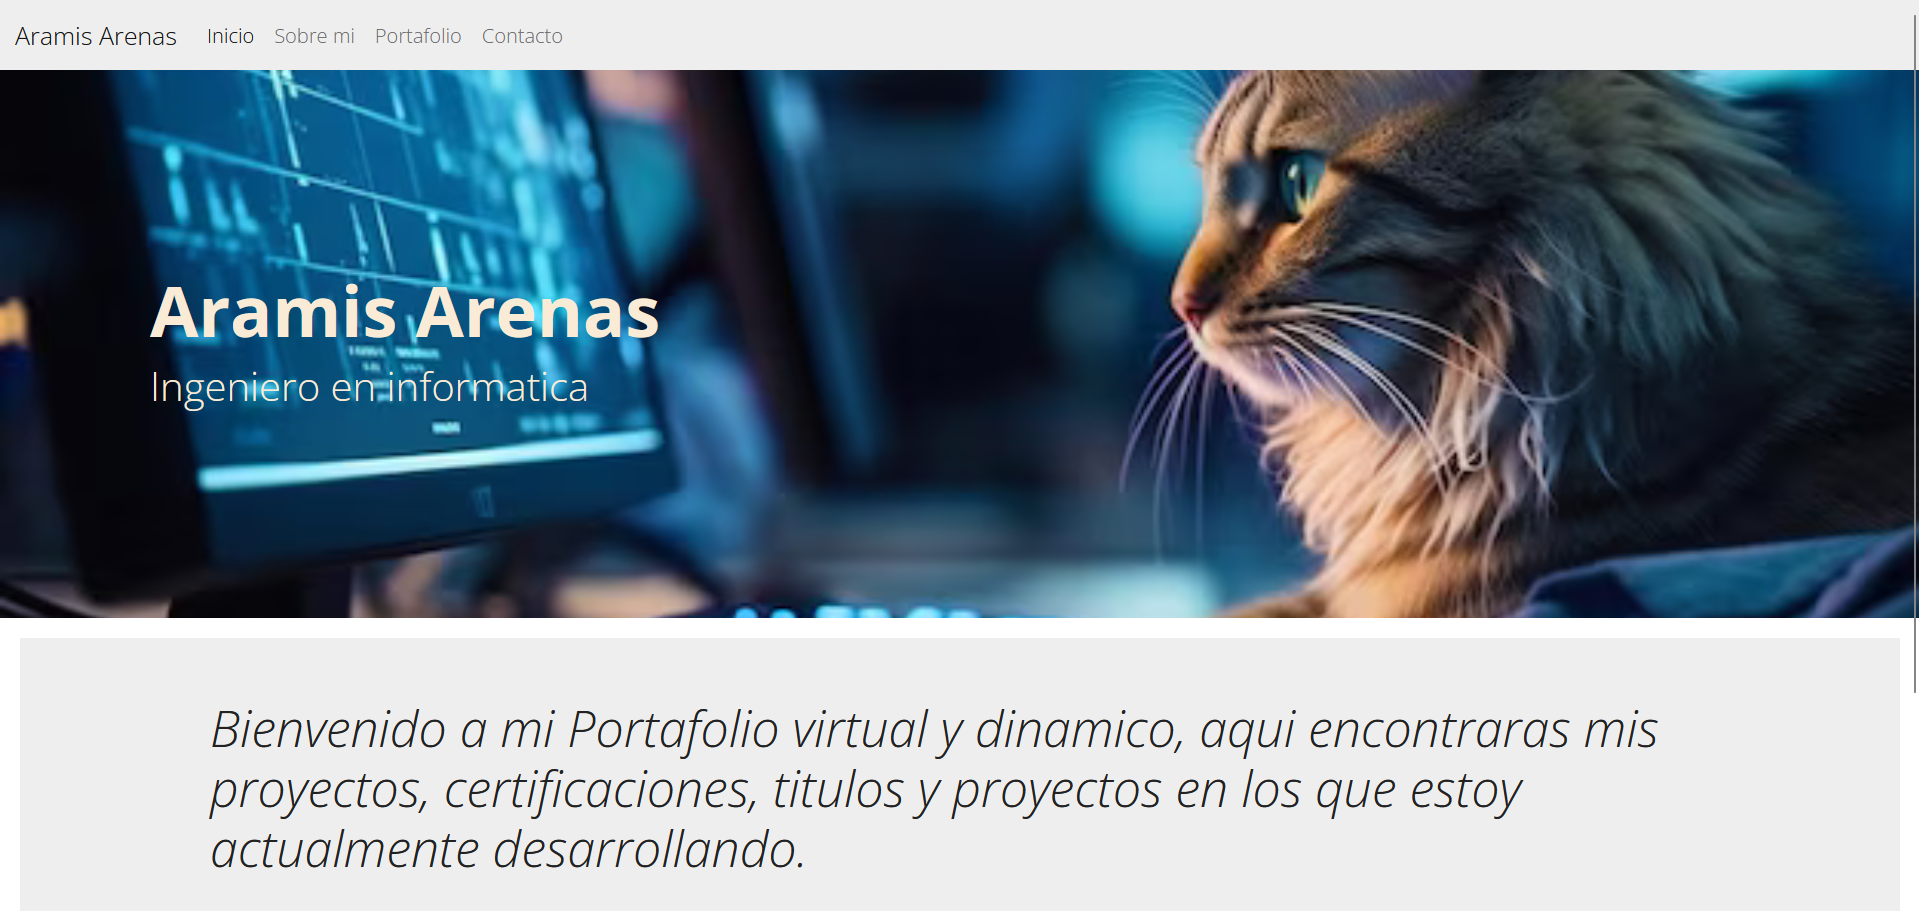 Aramis Arenas Inicio Sobre mi Portafolio Contacto
Aramis Arenas
Ingeniero en informatica
Bienvenido a mi Portafolio virtual y dinamico, aqui encontraras mis
proyectos, certificaciones, titulos y proyectos en los que estoy
actualmente desarrollando.